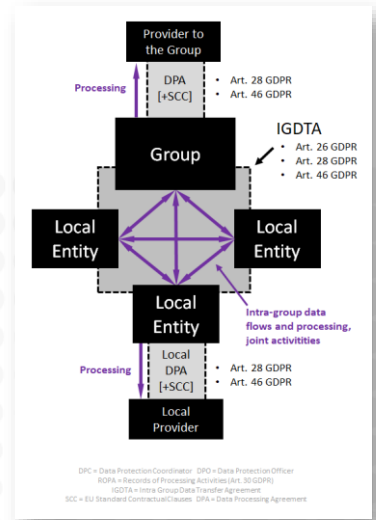 Provider to
the Group
Processing
DPA
[+SCC]
• Art. 28 GDPR
• Art. 46 GDPR
IGDTA
• Art. 26 GDPR
• Art. 28 GDPR
• Art. 46 GDPR
Group
Local
Entity
Local
Entity
Local
Entity
Intra-group data
flows and processing,
joint activitities
Processing
Local
DPA
[+SCC]
• Art. 28 GDPR
• Art. 46 GDPR
Local
Provider
DPC = Data Protection Coordinator DPO = Data Protection Officer
ROPA = Records of Processing Activities (Art. 30 GDPR)
IGDTA = Intra Group Data Transfer Agreement
SCC = EU Standard Contractual Clauses DPA = Data Processing Agreement